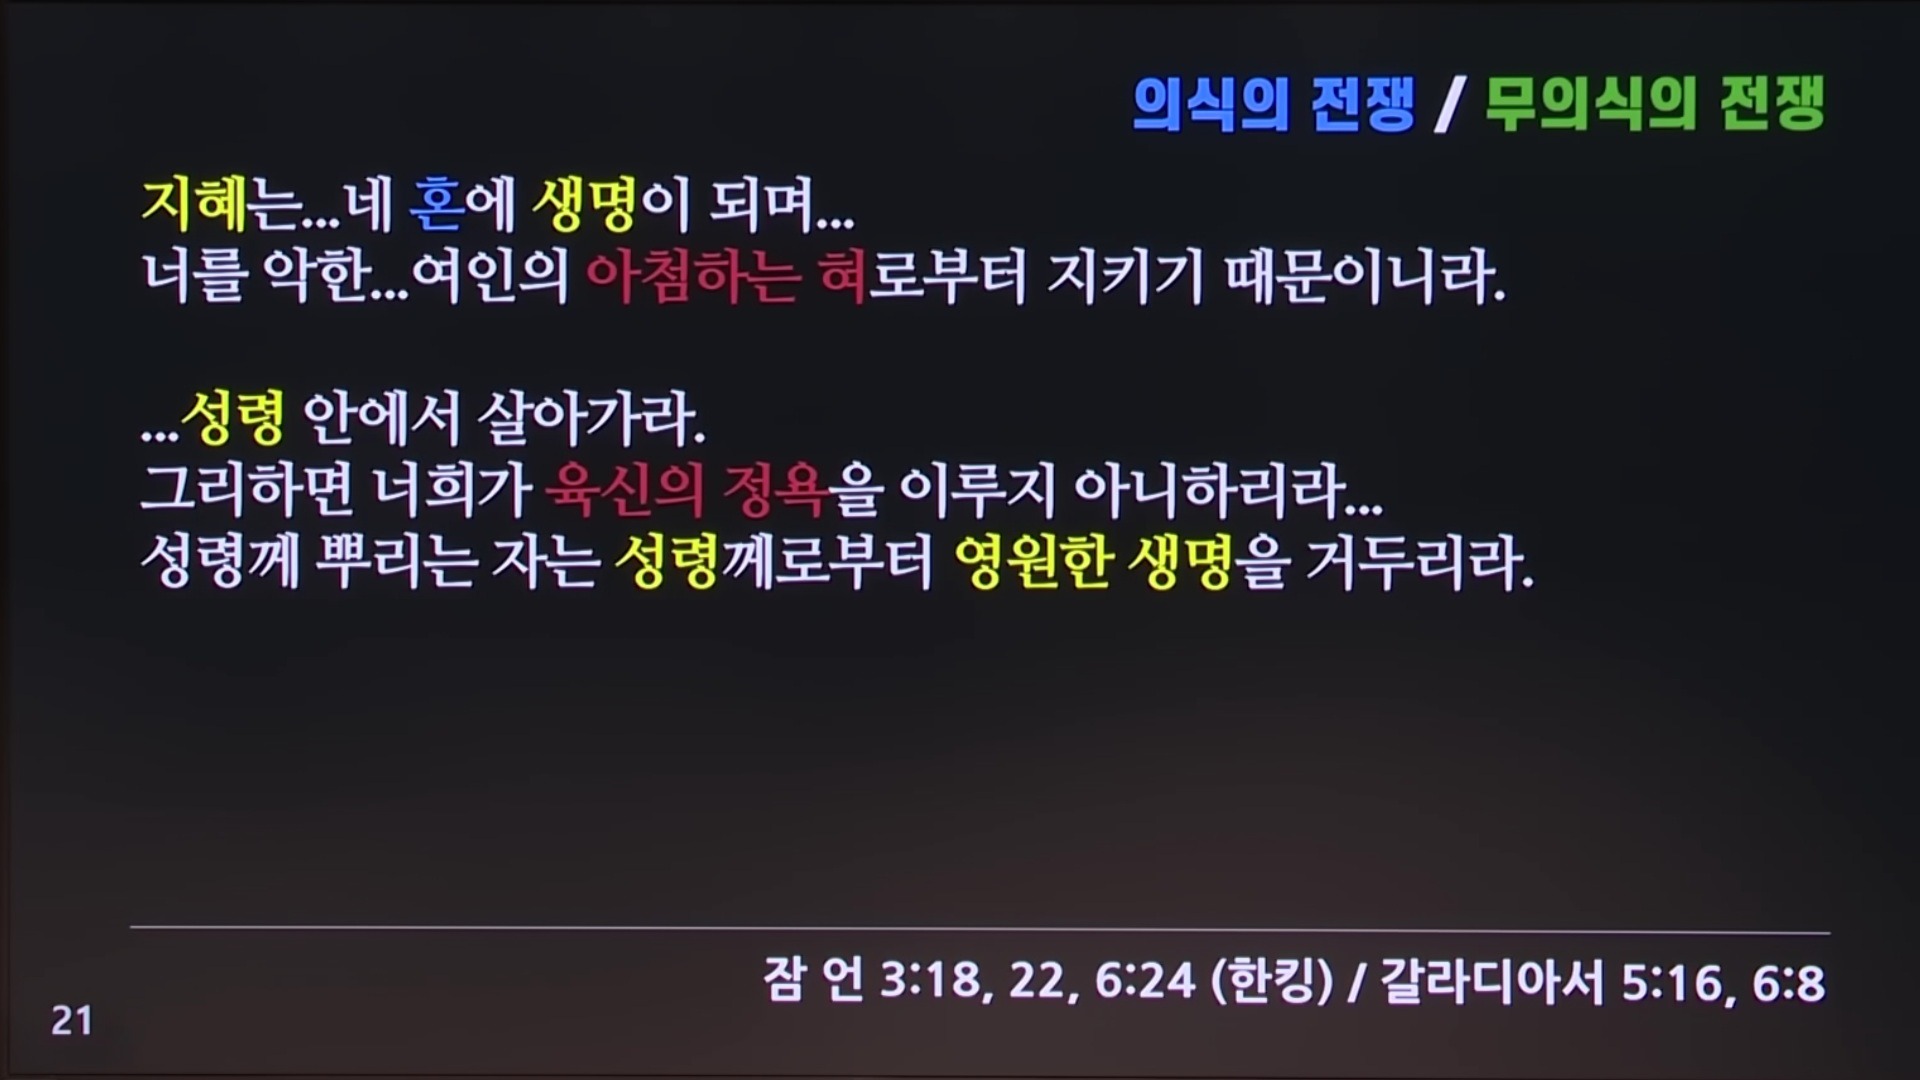 의식의 전쟁 / 무의식의 전쟁
지혜는...네 혼에 생명이 되며...
너를 악한...여인의 아첨하는 혀로부터 지키기 때문이니라.
...성령 안에서 살아가라.
그리하면 너희가 육신의 정욕을 이루지 아니하리라...
성령께 뿌리는 자는 성령께로부터 영원한 생명을 거두리라.
잠 언 3:18, 22, 6:24 (한킹) / 갈라디아서 5:16, 6:8
21